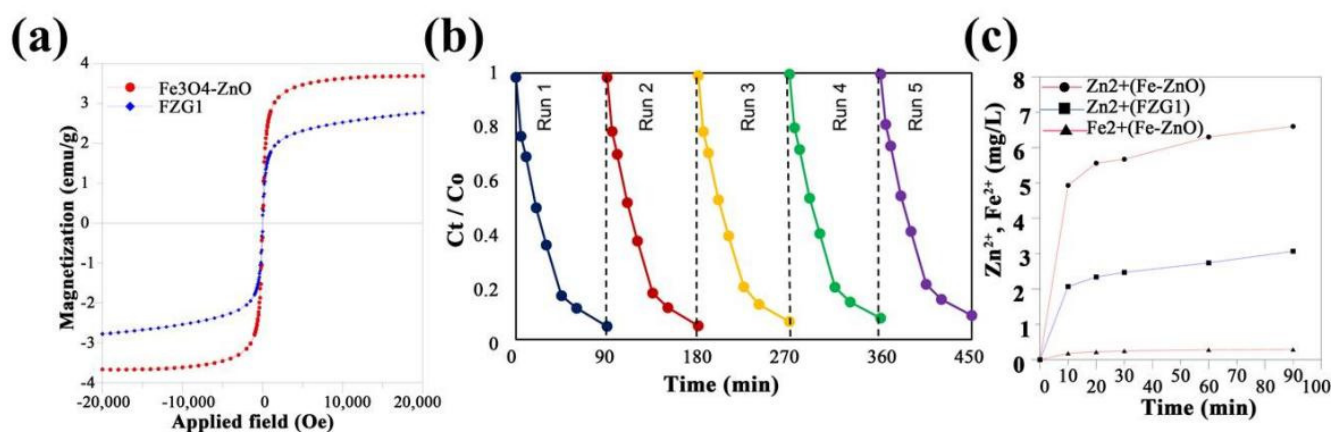 (a)
Magnetization (emu/g)
4
3
2
1
0
-1
-2
-3
-4
-20,000
-10,000
0
10,000
20,000
Applied field (Oe)
Fe3O4-ZnO
FZG1
(b)
Ct / Co
1
0.8
0.6
0.4
0.2
0
Run 1
Run 2
Run 3
Run 4
Run 5
0
90
180
270
360
450
Time (min)
(c)
Zn²⁺, Fe²⁺ (mg/L)
8
7
6
5
4
3
2
1
0
Zn2+(Fe-ZnO)
Zn2+(FZG1)
Fe2+(Fe-ZnO)
0
10
20
30
40
50
60
70
80
90
100
Time (min)